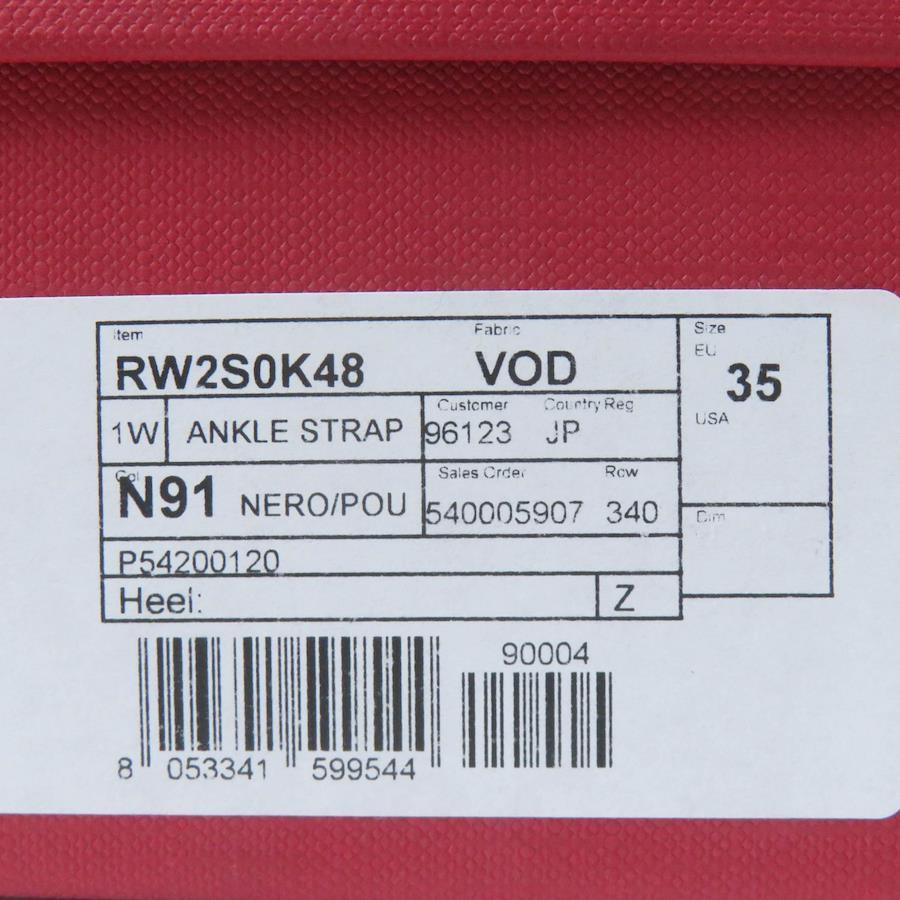 Item Fabric Size
RW2S0K48 VOD EU
35
1W ANKLE STRAP Customer Country Reg USA
96123 JP
Col Sales Order Row
N91 NERO/POU 540005907 340
Dim
P54200120
Heel: Z
90004
8 053341 599544